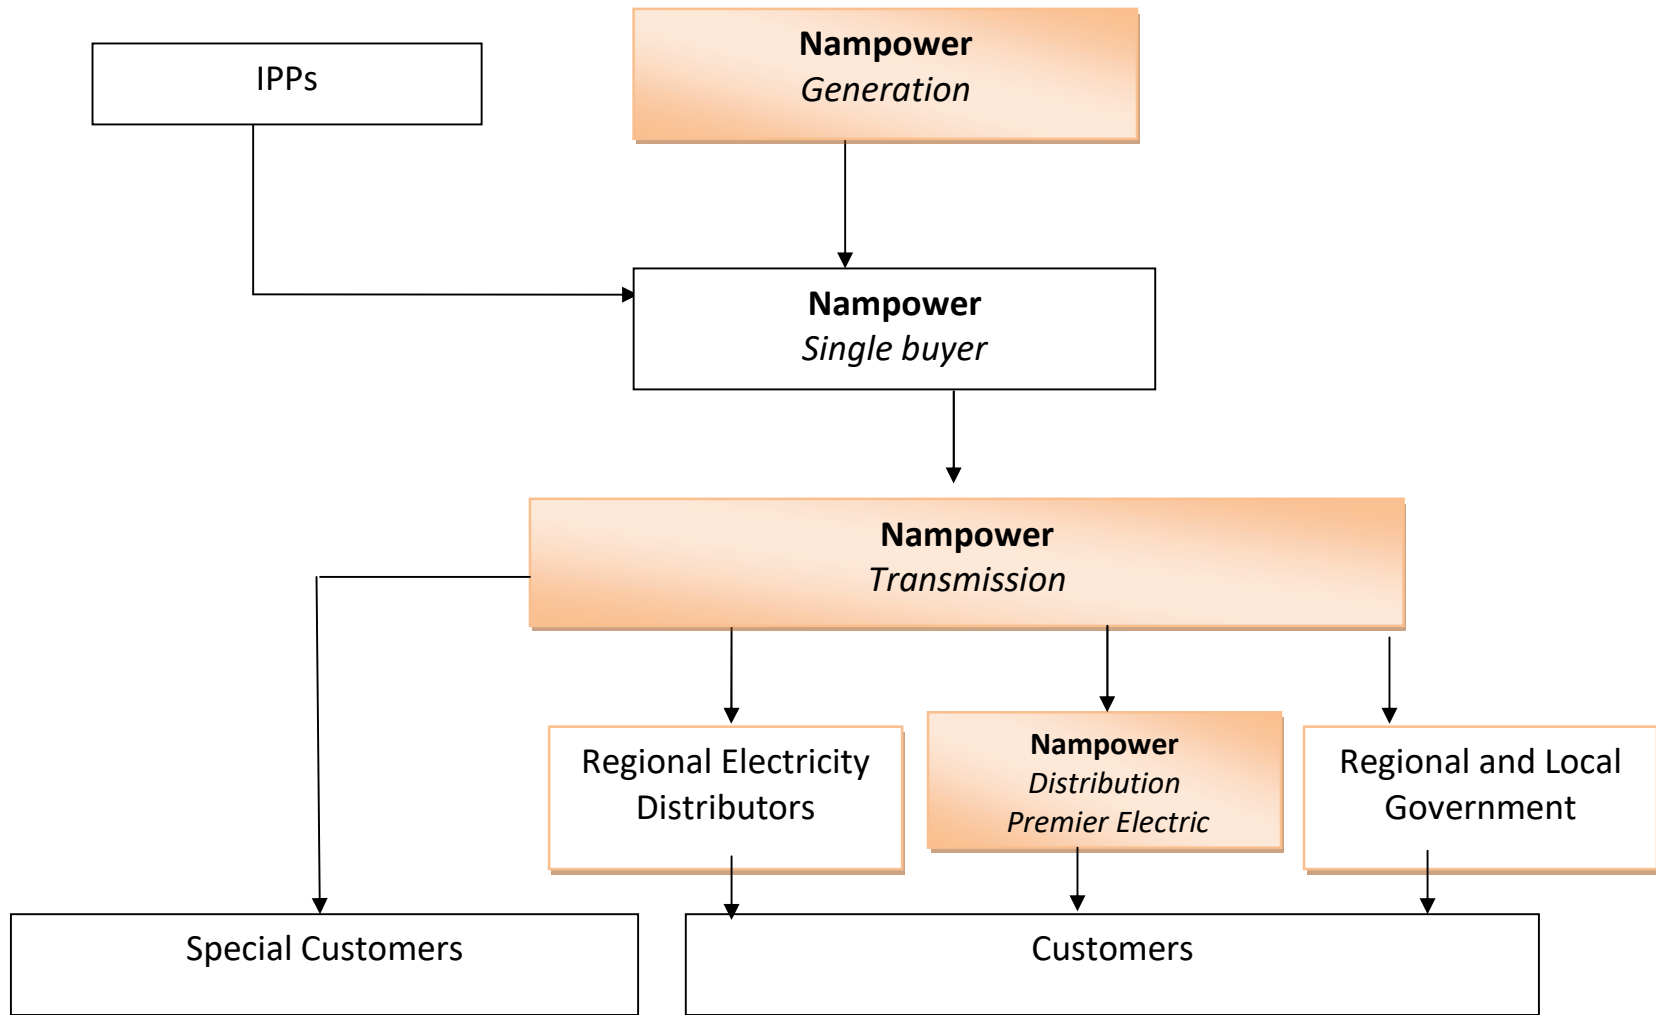 IPPs
Nampower
Generation
Nampower
Single buyer
Nampower
Transmission
Regional Electricity
Distributors
Nampower
Distribution
Premier Electric
Regional and Local
Government
Special Customers
Customers